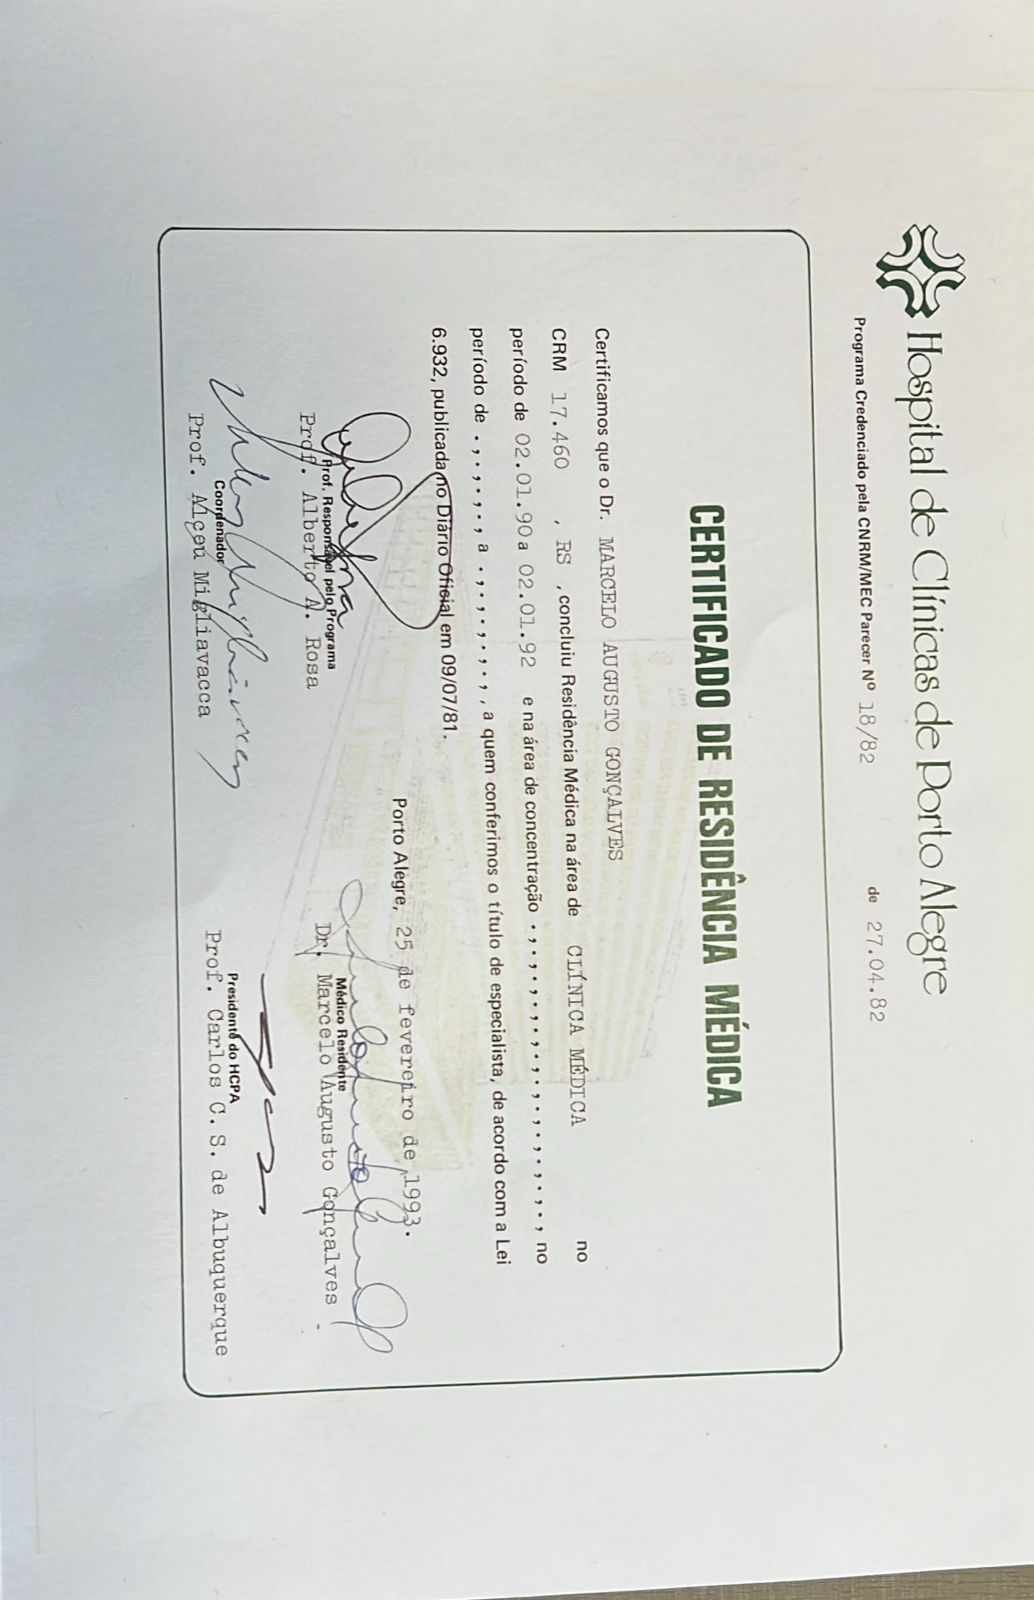 Hospital de Clínicas de Porto Alegre
Programa Credenciado pela CNRM/MEC Parecer Nº 18/82 de 27.04.82
CERTIFICADO DE RESIDÊNCIA MÉDICA
Certificamos que o Dr. MARCELO AUGUSTO GONÇALVES
CRM 17.460 , RS , concluiu Residência Médica na área de CLÍNICA MÉDICA no
período de 02.01.90 a 02.01.92 e na área de concentração .,.,.,.,.,.,.,.,.,.,., no
período de .,.,.,., a .,.,.,.,.,., a quem conferimos o título de especialista, de acordo com a Lei
6.932, publicada no Diário Oficial em 09/07/81.
Porto Alegre, 25 de fevereiro de 1993.
Prof. Responsável pelo Programa
Prof. Alberto A. Rosa
Médico Residente
Dr. Marcelo Augusto Gonçalves
Coordenador
Prof. Alceu Migliavacca
Presidente do HCPA
Prof. Carlos C. S. de Albuquerque